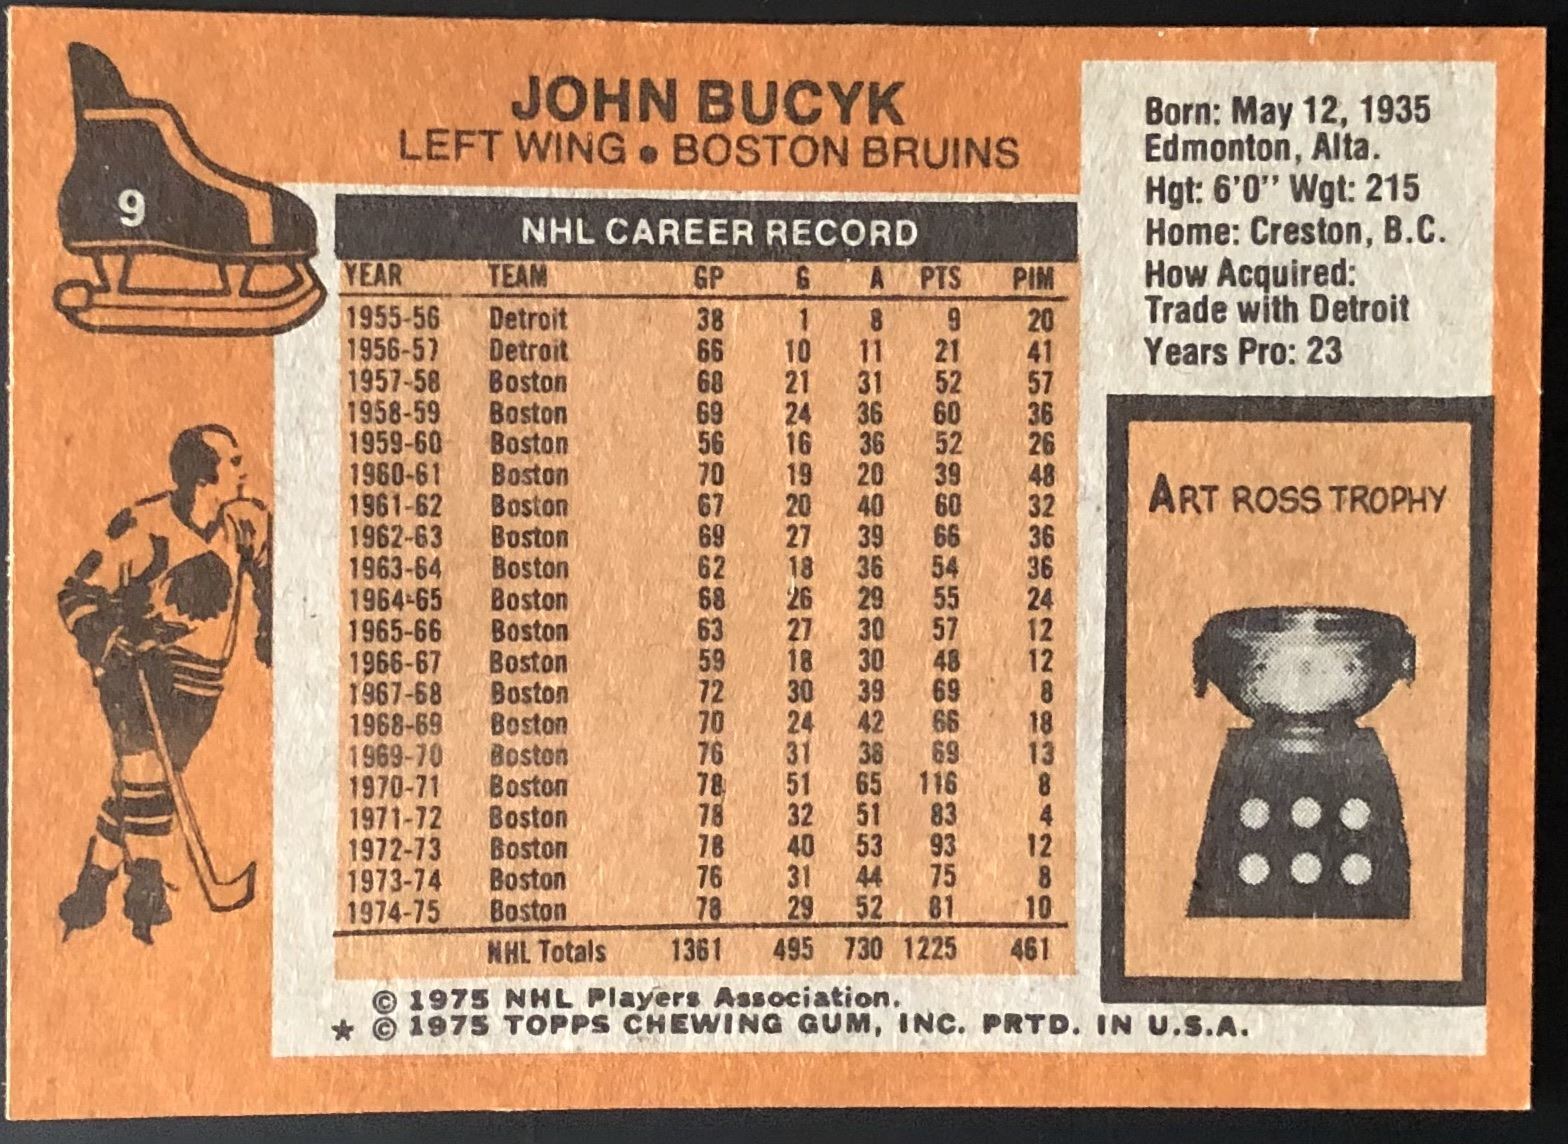 JOHN BUCYK
LEFT WING • BOSTON BRUINS
9
Born: May 12, 1935
Edmonton, Alta.
Hgt: 6'0" Wgt: 215
Home: Creston, B.C.
How Acquired:
Trade with Detroit
Years Pro: 23
NHL CAREER RECORD
YEAR TEAM GP G A PTS PIM
1955-56 Detroit 38 1 8 9 20
1956-57 Detroit 66 10 11 21 41
1957-58 Boston 68 21 31 52 57
1958-59 Boston 69 24 36 60 36
1959-60 Boston 56 16 36 52 26
1960-61 Boston 70 19 20 39 48
1961-62 Boston 67 20 40 60 32
1962-63 Boston 69 27 39 66 36
1963-64 Boston 62 18 36 54 36
1964-65 Boston 68 26 29 55 24
1965-66 Boston 63 27 30 57 12
1966-67 Boston 59 18 30 48 12
1967-68 Boston 72 30 39 69 8
1968-69 Boston 70 24 42 66 18
1969-70 Boston 76 31 38 69 13
1970-71 Boston 78 51 65 116 8
1971-72 Boston 78 32 51 83 4
1972-73 Boston 78 40 53 93 12
1973-74 Boston 76 31 44 75 8
1974-75 Boston 78 29 52 81 10
NHL Totals 1361 495 730 1225 461
ART ROSS TROPHY
© 1975 NHL Players Association.
★ © 1975 TOPPS CHEWING GUM, INC. PRTD. IN U.S.A.